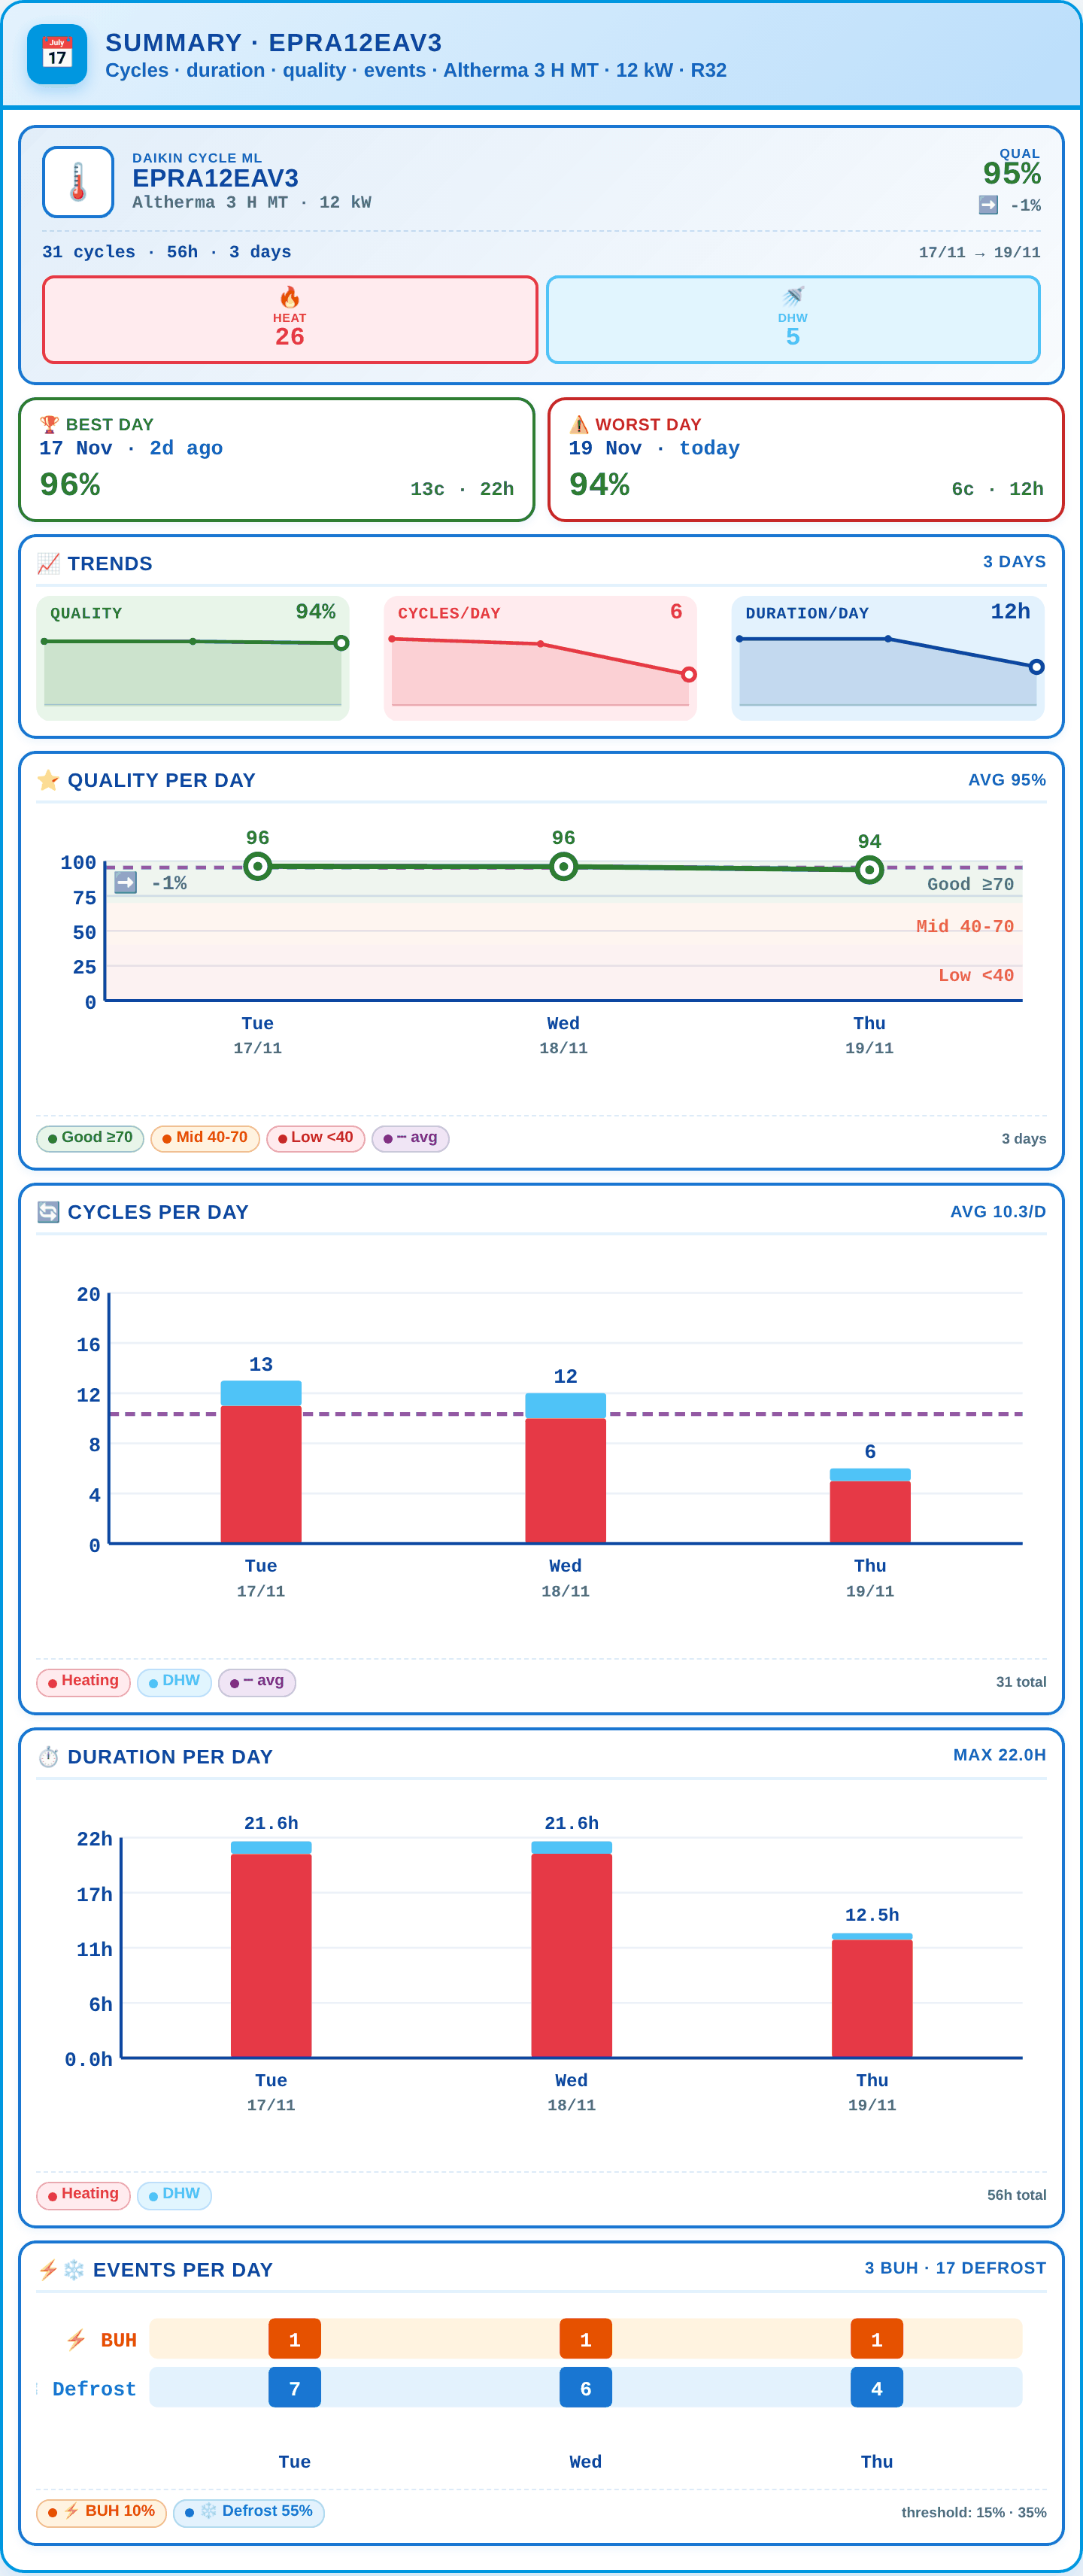 SUMMARY · EPRA12EAV3
Cycles · duration · quality · events · Altherma 3 H MT · 12 kW · R32
July
17
DAIKIN CYCLE ML
EPRA12EAV3
Altherma 3 H MT · 12 kW
QUAL
95%
➡ -1%
31 cycles · 56h · 3 days
17/11 → 19/11
HEAT
26
DHW
5
BEST DAY
17 Nov · 2d ago
96%
13c · 22h
WORST DAY
19 Nov · today
94%
6c · 12h
TRENDS
3 DAYS
QUALITY 94%
CYCLES/DAY 6
DURATION/DAY 12h
QUALITY PER DAY
AVG 95%
96 96 94
100
75
50
25
0
➡ -1%
Good ≥70
Mid 40-70
Low <40
Tue Wed Thu
17/11 18/11 19/11
Good ≥70 Mid 40-70 Low <40 ┅ avg
3 days
CYCLES PER DAY
AVG 10.3/D
20
16
12
8
4
0
13 12 6
Tue Wed Thu
17/11 18/11 19/11
Heating DHW ┅ avg
31 total
DURATION PER DAY
MAX 22.0H
22h
17h
11h
6h
0.0h
21.6h 21.6h 12.5h
Tue Wed Thu
17/11 18/11 19/11
Heating DHW
56h total
EVENTS PER DAY
3 BUH · 17 DEFROST
BUH 1 1 1
Defrost 7 6 4
Tue Wed Thu
BUH 10% Defrost 55%
threshold: 15% · 35%